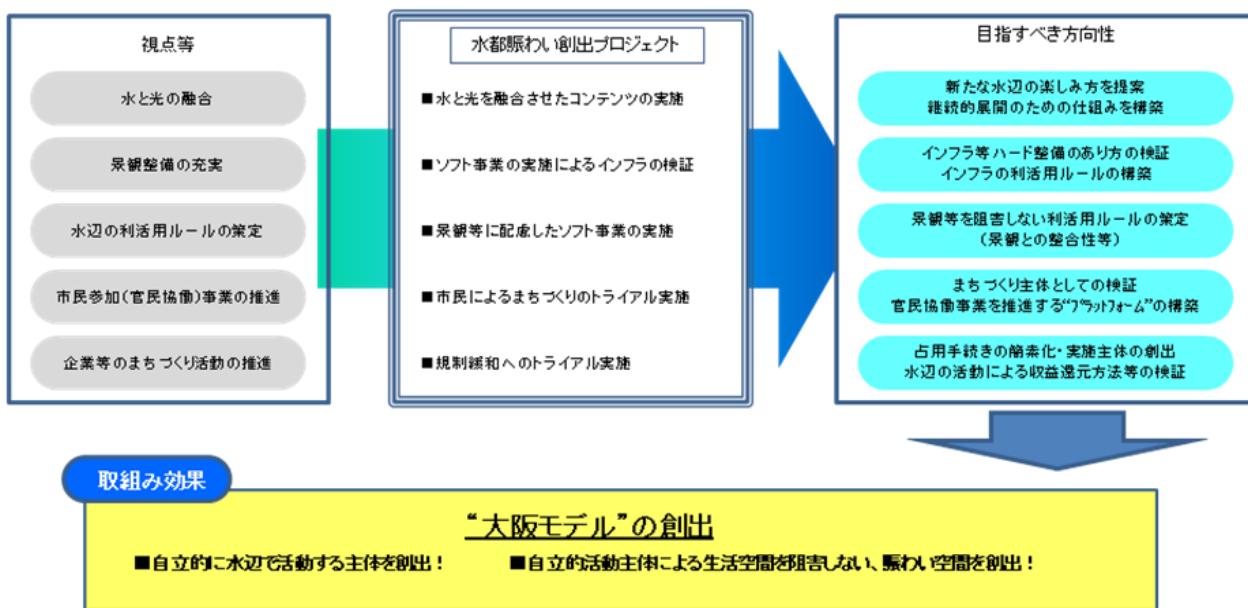 視点等
水と光の融合
景観整備の充実
水辺の利活用ルールの策定
市民参加(官民協働)事業の推進
企業等のまちづくり活動の推進
水都賑わい創出プロジェクト
■水と光を融合させたコンテンツの実施
■ソフト事業の実施によるインフラの検証
■景観等に配慮したソフト事業の実施
■市民によるまちづくりのトライアル実施
■規制緩和へのトライアル実施
目指すべき方向性
新たな水辺の楽しみ方を提案
継続的展開のための仕組みを構築
インフラ等ハード整備のあり方の検証
インフラの利活用ルールの構築
景観等を阻害しない利活用ルールの策定
(景観との整合性等)
まちづくり主体としての検証
官民協働事業を推進する“プラットフォーム”の構築
占用手続きの簡素化・実施主体の創出
水辺の活動による収益還元方法等の検証
取組み効果
“大阪モデル”の創出
■自立的に水辺で活動する主体を創出！
■自立的活動主体による生活空間を阻害しない、賑わい空間を創出！